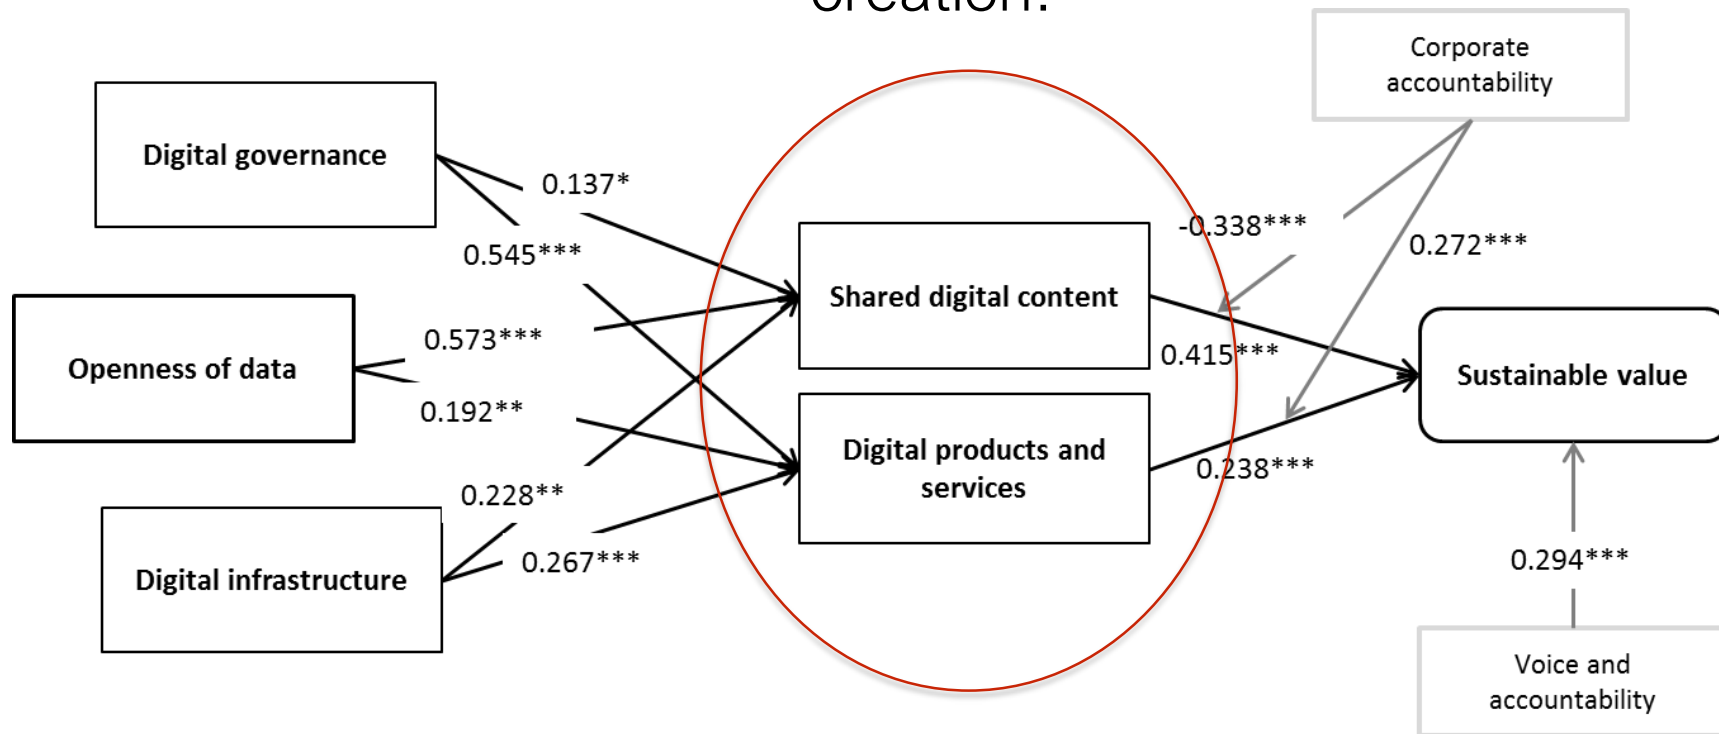 creation.
Corporate
accountability
Digital governance
0.137*
0.545***
-0.338***
0.272***
Shared digital content
Openness of data
0.573***
0.192**
0.415***
Sustainable value
Digital products and
services
0.238***
0.228**
0.267***
Digital infrastructure
0.294***
Voice and
accountability